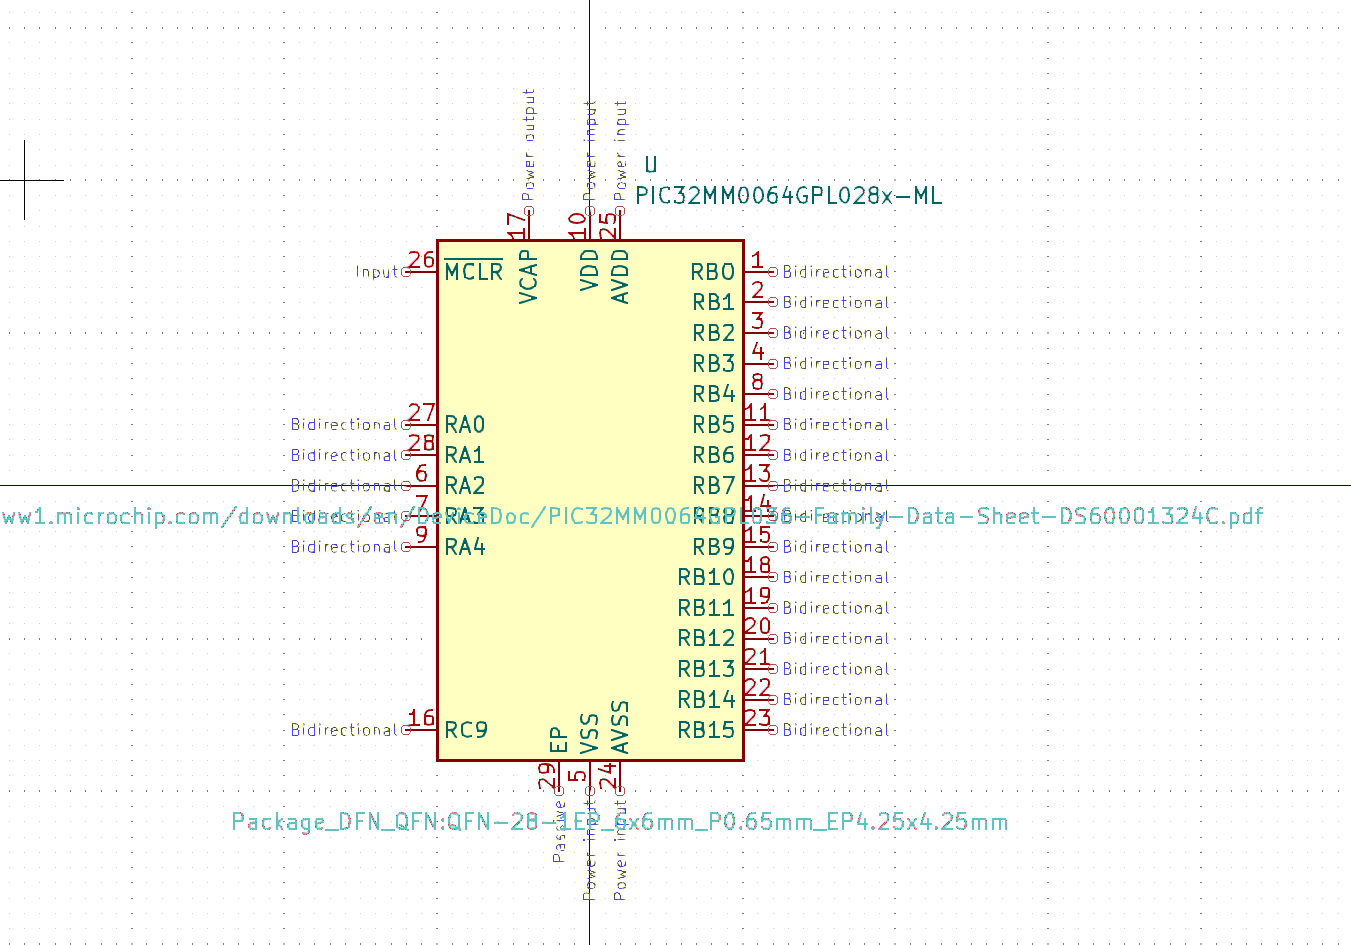 Power output
Power input
Power input
U
PIC32MM0064GPL028x-ML
17
10
25
VCAP
VDD
AVDD
Input 26 MCLR
RB0 1 Bidirectional
RB1 2 Bidirectional
RB2 3 Bidirectional
RB3 4 Bidirectional
RB4 8 Bidirectional
Bidirectional 27 RA0
RB5 11 Bidirectional
Bidirectional 28 RA1
RB6 12 Bidirectional
Bidirectional 6 RA2
RB7 13 Bidirectional
Bidirectional 7 RA3
RB8 14 Bidirectional
ww1.microchip.com/downloads/en/DeviceDoc/PIC32MM0064GPL036-Family-Data-Sheet-DS60001324C.pdf
Bidirectional 9 RA4
RB9 15 Bidirectional
RB10 18 Bidirectional
RB11 19 Bidirectional
RB12 20 Bidirectional
RB13 21 Bidirectional
RB14 22 Bidirectional
Bidirectional 16 RC9
RB15 23 Bidirectional
EP
VSS
AVSS
29
5
24
Passive
Power input
Power input
Package_DFN_QFN:QFN-28-1EP_6x6mm_P0.65mm_EP4.25x4.25mm